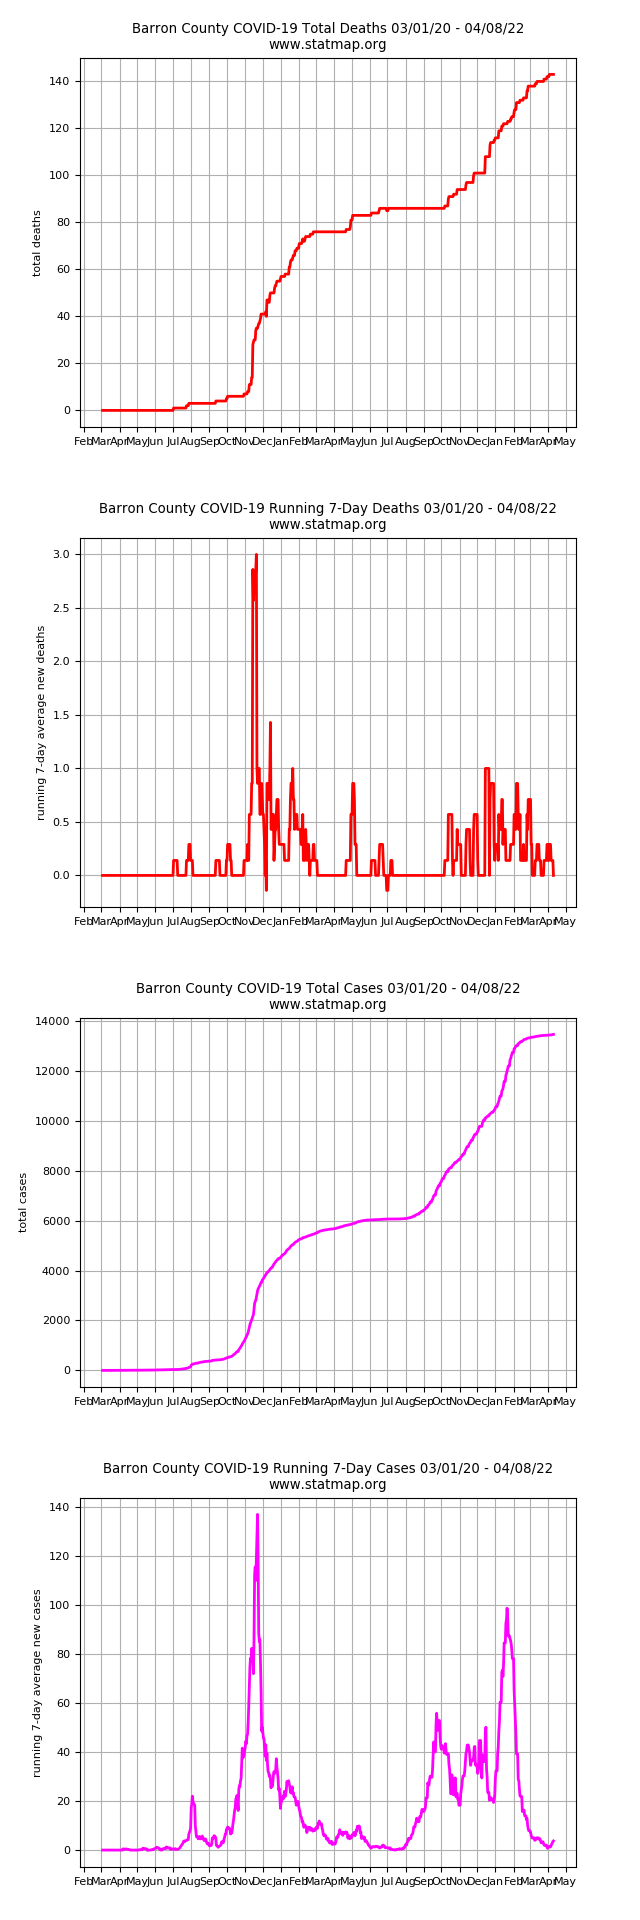 Barron County COVID-19 Total Deaths 03/01/20 - 04/08/22
www.statmap.org
140
120
100
80
60
40
20
0
total deaths
Feb Mar Apr May Jun Jul Aug Sep Oct Nov Dec Jan Feb Mar Apr May Jun Jul Aug Sep Oct Nov Dec Jan Feb Mar Apr May
Barron County COVID-19 Running 7-Day Deaths 03/01/20 - 04/08/22
www.statmap.org
3.0
2.5
2.0
1.5
1.0
0.5
0.0
running 7-day average new deaths
Feb Mar Apr May Jun Jul Aug Sep Oct Nov Dec Jan Feb Mar Apr May Jun Jul Aug Sep Oct Nov Dec Jan Feb Mar Apr May
Barron County COVID-19 Total Cases 03/01/20 - 04/08/22
www.statmap.org
14000
12000
10000
8000
6000
4000
2000
0
total cases
Feb Mar Apr May Jun Jul Aug Sep Oct Nov Dec Jan Feb Mar Apr May Jun Jul Aug Sep Oct Nov Dec Jan Feb Mar Apr May
Barron County COVID-19 Running 7-Day Cases 03/01/20 - 04/08/22
www.statmap.org
140
120
100
80
60
40
20
0
running 7-day average new cases
Feb Mar Apr May Jun Jul Aug Sep Oct Nov Dec Jan Feb Mar Apr May Jun Jul Aug Sep Oct Nov Dec Jan Feb Mar Apr May